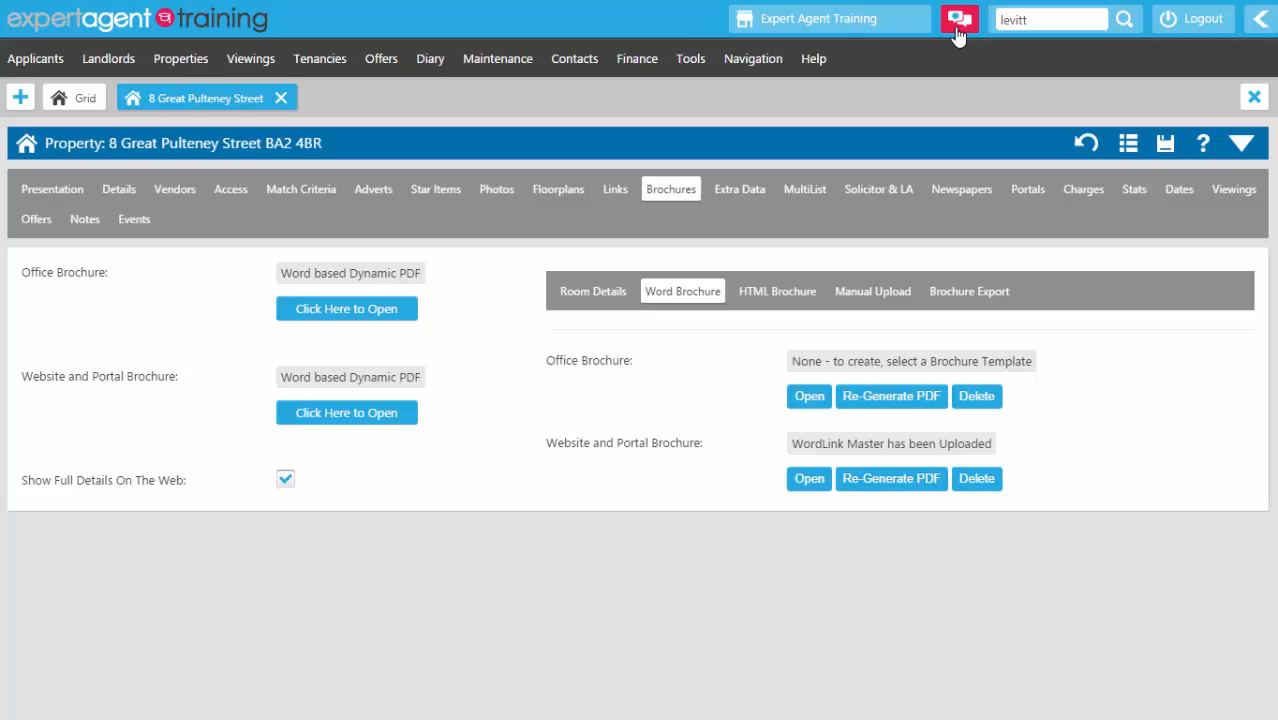 expertagent training Expert Agent Training levitt Logout
Applicants Landlords Properties Viewings Tenancies Offers Diary Maintenance Contacts Finance Tools Navigation Help
Grid 8 Great Pulteney Street
Property: 8 Great Pulteney Street BA2 4BR
Presentation Details Vendors Access Match Criteria Adverts Star Items Photos Floorplans Links Brochures Extra Data MultiList Solicitor & LA Newspapers Portals Charges Stats Dates Viewings
Offers Notes Events
Office Brochure: Word based Dynamic PDF
Click Here to Open
Website and Portal Brochure: Word based Dynamic PDF
Click Here to Open
Show Full Details On The Web:
Room Details Word Brochure HTML Brochure Manual Upload Brochure Export
Office Brochure: None - to create, select a Brochure Template
Open Re-Generate PDF Delete
Website and Portal Brochure: WordLink Master has been Uploaded
Open Re-Generate PDF Delete